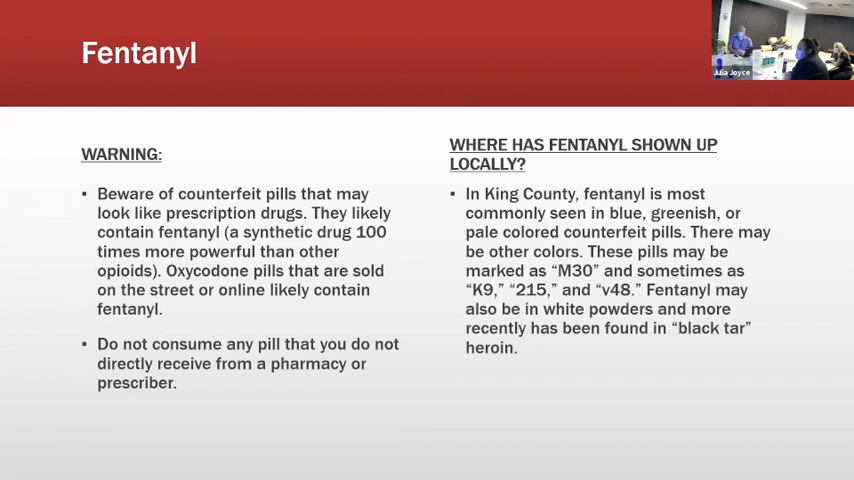 Fentanyl
Julia Joyce
WARNING:
▪ Beware of counterfeit pills that may
look like prescription drugs. They likely
contain fentanyl (a synthetic drug 100
times more powerful than other
opioids). Oxycodone pills that are sold
on the street or online likely contain
fentanyl.
▪ Do not consume any pill that you do not
directly receive from a pharmacy or
prescriber.
WHERE HAS FENTANYL SHOWN UP
LOCALLY?
▪ In King County, fentanyl is most
commonly seen in blue, greenish, or
pale colored counterfeit pills. There may
be other colors. These pills may be
marked as “M30” and sometimes as
“K9,” “215,” and “v48.” Fentanyl may
also be in white powders and more
recently has been found in “black tar”
heroin.